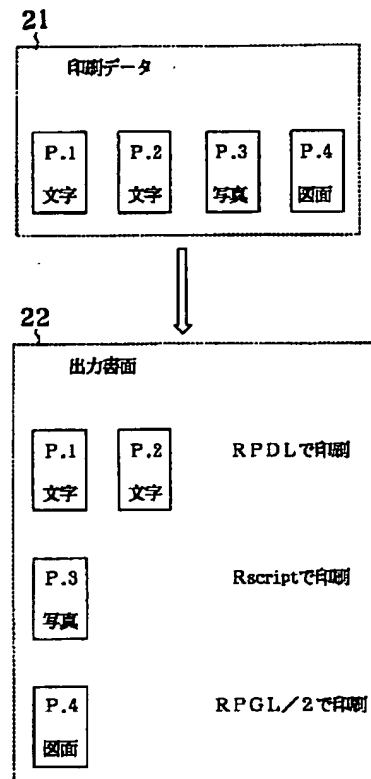 21
印刷データ
P.1 P.2 P.3 P.4
文字 文字 写真 図面
22
出力書面
P.1 P.2 RPDLで印刷
文字 文字
P.3 Rscriptで印刷
写真
P.4 RPGL/2で印刷
図面